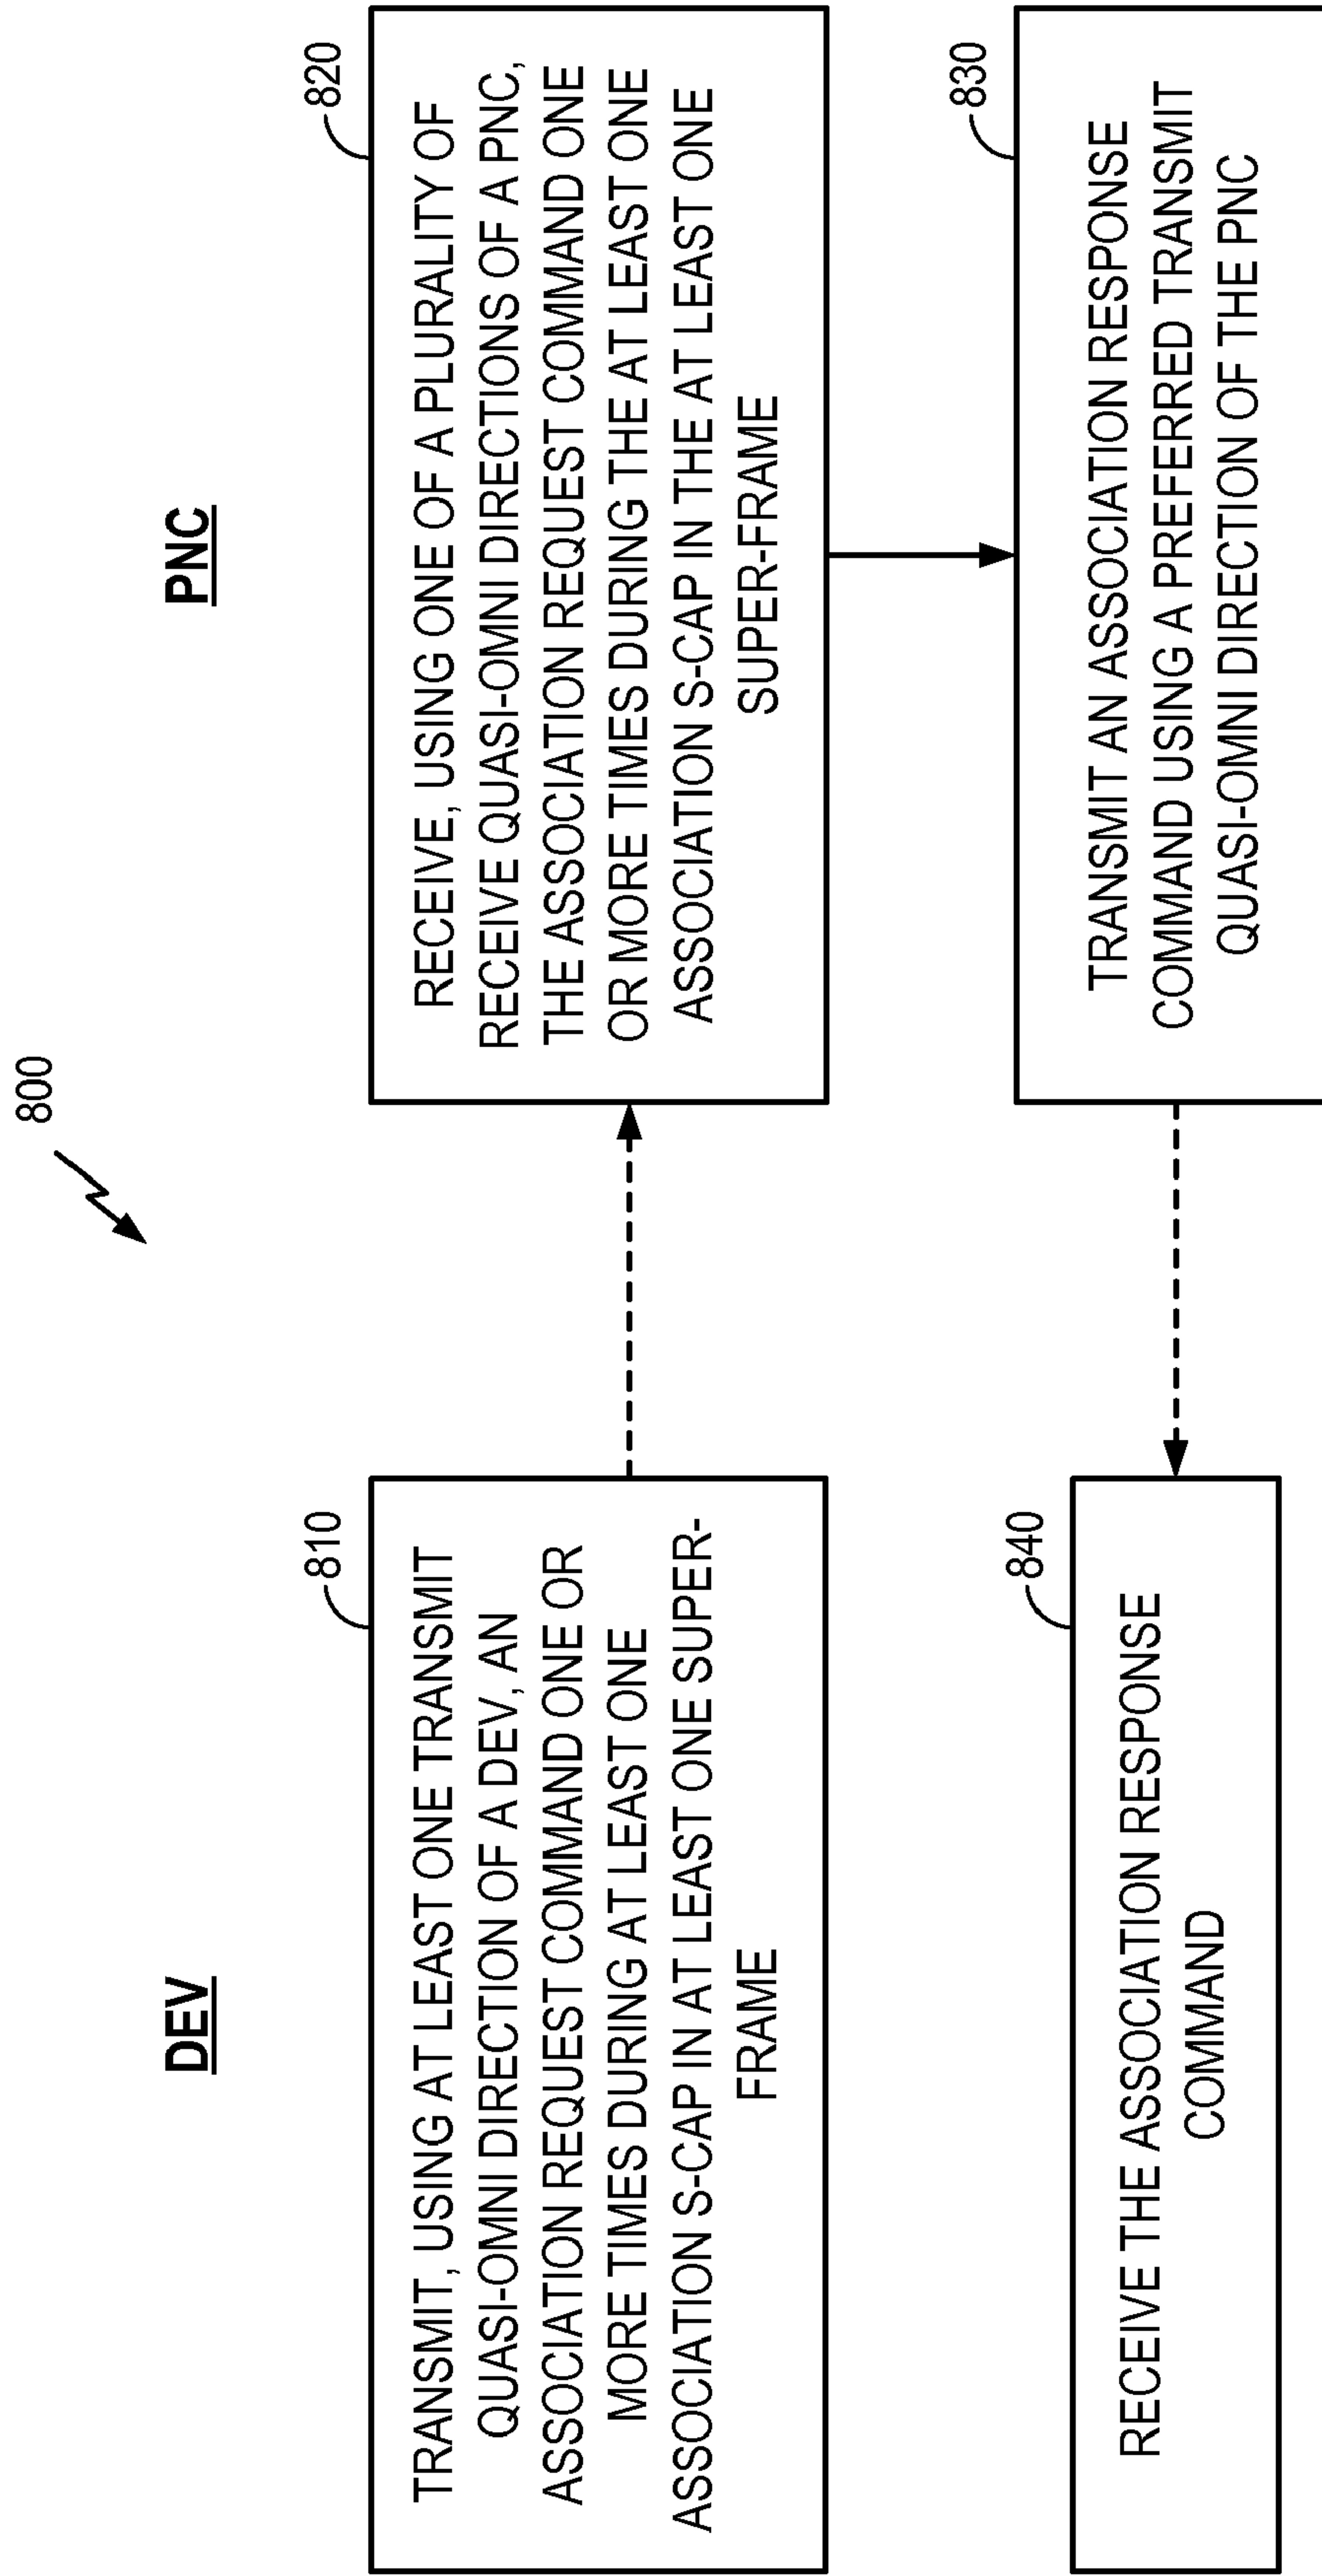 800
DEV
PNC
810
TRANSMIT, USING AT LEAST ONE TRANSMIT
QUASI-OMNI DIRECTION OF A DEV, AN
ASSOCIATION REQUEST COMMAND ONE OR
MORE TIMES DURING AT LEAST ONE
ASSOCIATION S-CAP IN AT LEAST ONE SUPER-
FRAME
820
RECEIVE, USING ONE OF A PLURALITY OF
RECEIVE QUASI-OMNI DIRECTIONS OF A PNC,
THE ASSOCIATION REQUEST COMMAND ONE
OR MORE TIMES DURING THE AT LEAST ONE
ASSOCIATION S-CAP IN THE AT LEAST ONE
SUPER-FRAME
830
TRANSMIT AN ASSOCIATION RESPONSE
COMMAND USING A PREFERRED TRANSMIT
QUASI-OMNI DIRECTION OF THE PNC
840
RECEIVE THE ASSOCIATION RESPONSE
COMMAND